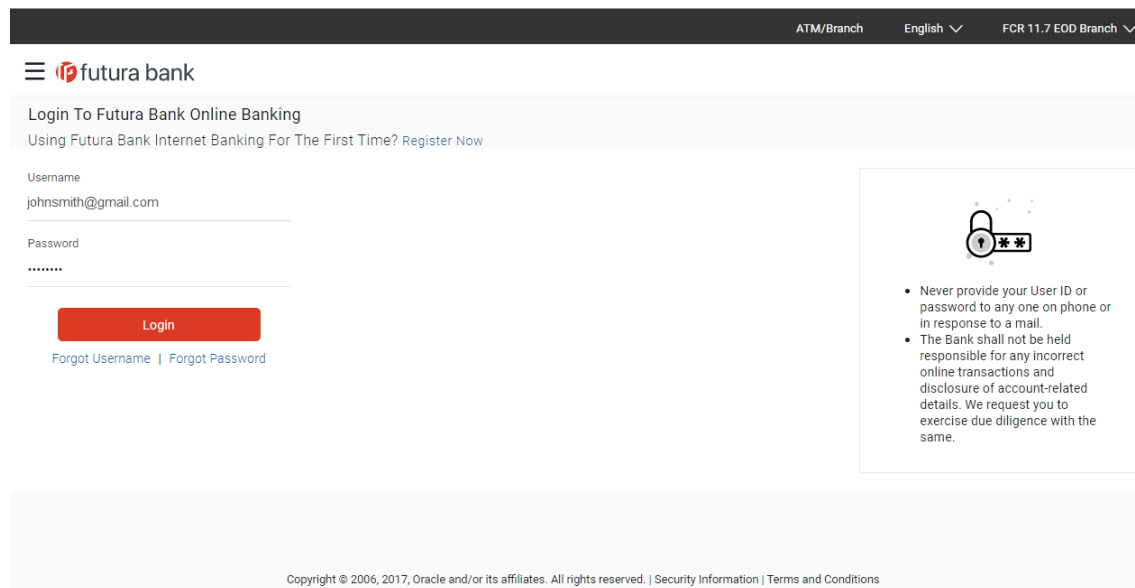 ATM/Branch English FCR 11.7 EOD Branch
futura bank
Login To Futura Bank Online Banking
Using Futura Bank Internet Banking For The First Time? Register Now
Username
johnsmith@gmail.com
Password
••••••••
Login
Forgot Username | Forgot Password
**
• Never provide your User ID or
password to any one on phone or
in response to a mail.
• The Bank shall not be held
responsible for any incorrect
online transactions and
disclosure of account-related
details. We request you to
exercise due diligence with the
same.
Copyright © 2006, 2017, Oracle and/or its affiliates. All rights reserved. | Security Information | Terms and Conditions